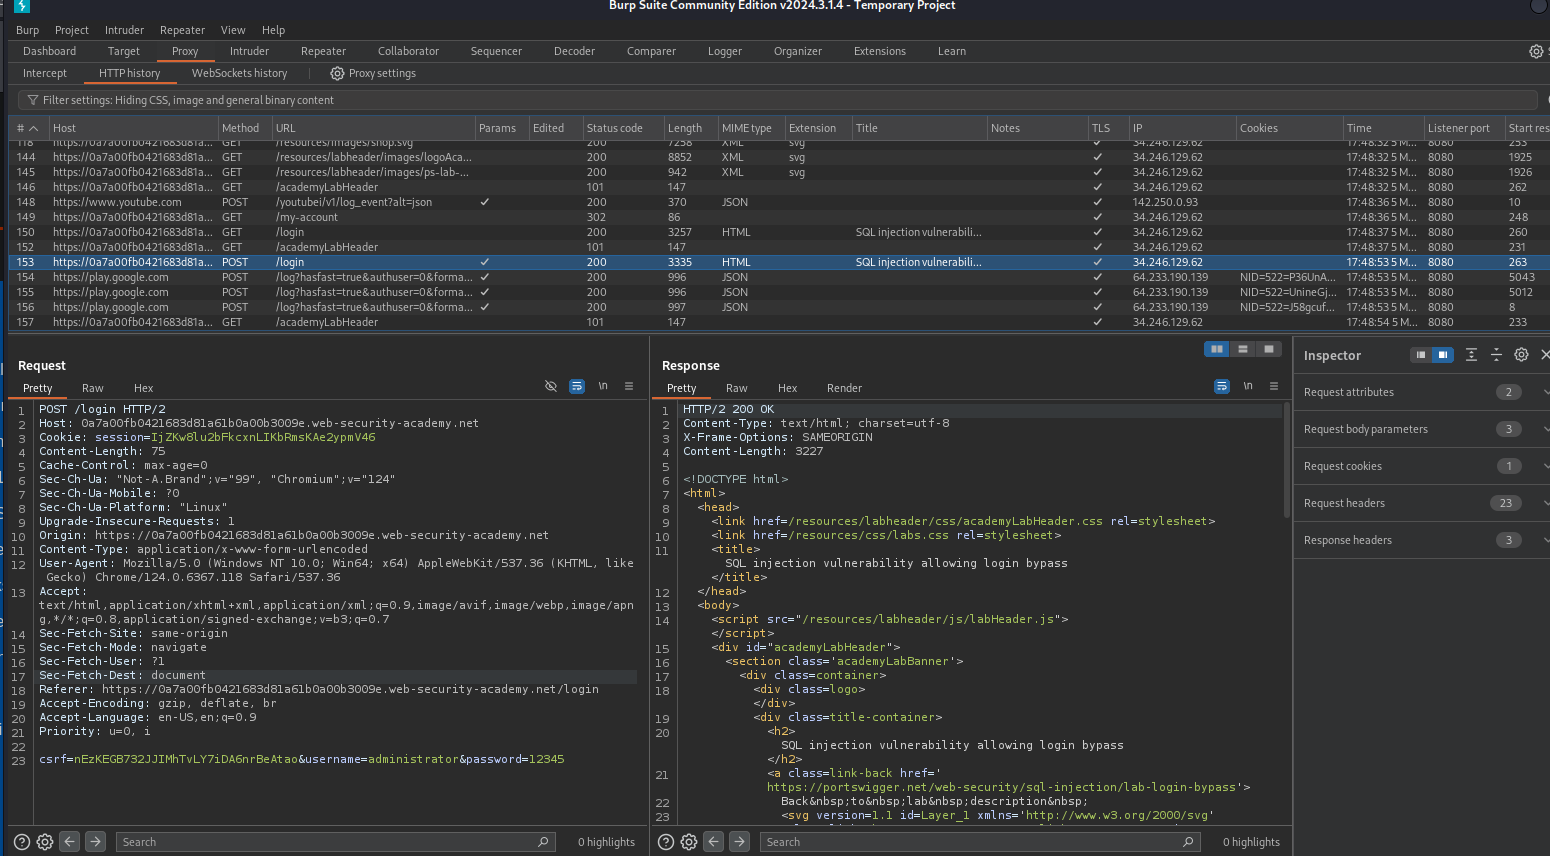 Burp Suite Community Edition v2024.3.1.4 - Temporary Project
Burp Project Intruder Repeater View Help
Dashboard Target Proxy Intruder Repeater Collaborator Sequencer Decoder Comparer Logger Organizer Extensions Learn
Intercept HTTP history WebSockets history Proxy settings
Filter settings: Hiding CSS, image and general binary content
# Host Method URL Params Edited Status code Length MIME type Extension Title Notes TLS IP Cookies Time Listener port Start res
118 https://0a7a00fb0421683d81a... GET /resources/images/shop.svg 200 7258 XML svg ✓ 34.246.129.62 17:48:32 5 M... 8080 253
144 https://0a7a00fb0421683d81a... GET /resources/labheader/images/logoAca... 200 8852 XML svg ✓ 34.246.129.62 17:48:32 5 M... 8080 1925
145 https://0a7a00fb0421683d81a... GET /resources/labheader/images/ps-lab-... 200 942 XML svg ✓ 34.246.129.62 17:48:32 5 M... 8080 1926
146 https://0a7a00fb0421683d81a... GET /academyLabHeader 101 147 ✓ 34.246.129.62 17:48:32 5 M... 8080 262
148 https://www.youtube.com POST /youtubei/v1/log_event?alt=json ✓ 200 370 JSON ✓ 142.250.0.93 17:48:36 5 M... 8080 10
149 https://0a7a00fb0421683d81a... GET /my-account 302 86 ✓ 34.246.129.62 17:48:36 5 M... 8080 248
150 https://0a7a00fb0421683d81a... GET /login 200 3257 HTML SQL injection vulnerabili... ✓ 34.246.129.62 17:48:36 5 M... 8080 260
152 https://0a7a00fb0421683d81a... GET /academyLabHeader 101 147 ✓ 34.246.129.62 17:48:37 5 M... 8080 231
153 https://0a7a00fb0421683d81a... POST /login ✓ 200 3335 HTML SQL injection vulnerabili... ✓ 34.246.129.62 17:48:53 5 M... 8080 263
154 https://play.google.com POST /log?hasfast=true&authuser=0&forma... ✓ 200 996 JSON ✓ 64.233.190.139 NID=522=P36UnA... 17:48:53 5 M... 8080 5043
155 https://play.google.com POST /log?hasfast=true&authuser=0&forma... ✓ 200 996 JSON ✓ 64.233.190.139 NID=522=UnineGj... 17:48:53 5 M... 8080 5012
156 https://play.google.com POST /log?hasfast=true&authuser=0&forma... ✓ 200 997 JSON ✓ 64.233.190.139 NID=522=J58gcuf... 17:48:53 5 M... 8080 8
157 https://0a7a00fb0421683d81a... GET /academyLabHeader 101 147 ✓ 34.246.129.62 17:48:54 5 M... 8080 233
Request
Pretty Raw Hex
\n
1 POST /login HTTP/2
2 Host: 0a7a00fb0421683d81a61b0a00b3009e.web-security-academy.net
3 Cookie: session=IjZKw8lu2bFkcxnLIKbRmsKAe2ypmV46
4 Content-Length: 75
5 Cache-Control: max-age=0
6 Sec-Ch-Ua: "Not-A.Brand";v="99", "Chromium";v="124"
7 Sec-Ch-Ua-Mobile: ?0
8 Sec-Ch-Ua-Platform: "Linux"
9 Upgrade-Insecure-Requests: 1
10 Origin: https://0a7a00fb0421683d81a61b0a00b3009e.web-security-academy.net
11 Content-Type: application/x-www-form-urlencoded
12 User-Agent: Mozilla/5.0 (Windows NT 10.0; Win64; x64) AppleWebKit/537.36 (KHTML, like
Gecko) Chrome/124.0.6367.118 Safari/537.36
13 Accept:
text/html,application/xhtml+xml,application/xml;q=0.9,image/avif,image/webp,image/apn
g,*/*;q=0.8,application/signed-exchange;v=b3;q=0.7
14 Sec-Fetch-Site: same-origin
15 Sec-Fetch-Mode: navigate
16 Sec-Fetch-User: ?1
17 Sec-Fetch-Dest: document
18 Referer: https://0a7a00fb0421683d81a61b0a00b3009e.web-security-academy.net/login
19 Accept-Encoding: gzip, deflate, br
20 Accept-Language: en-US,en;q=0.9
21 Priority: u=0, i
22
23 csrf=nEzKEGB732JJIMhTvLY7iDA6nrBeAtao&username=administrator&password=12345
Search 0 highlights
Response
Pretty Raw Hex Render
\n
1 HTTP/2 200 OK
2 Content-Type: text/html; charset=utf-8
3 X-Frame-Options: SAMEORIGIN
4 Content-Length: 3227
5
6 <!DOCTYPE html>
7 <html>
8 <head>
9 <link href=/resources/labheader/css/academyLabHeader.css rel=stylesheet>
10 <link href=/resources/css/labs.css rel=stylesheet>
11 <title>
SQL injection vulnerability allowing login bypass
</title>
12 </head>
13 <body>
14 <script src="/resources/labheader/js/labHeader.js">
</script>
15 <div id="academyLabHeader">
16 <section class='academyLabBanner'>
17 <div class=container>
18 <div class=logo>
</div>
19 <div class=title-container>
20 <h2>
SQL injection vulnerability allowing login bypass
</h2>
21 <a class=link-back href='
https://portswigger.net/web-security/sql-injection/lab-login-bypass'>
22 Back&nbsp;to&nbsp;lab&nbsp;description&nbsp;
23 <svg version=1.1 id=Layer_1 xmlns='http://www.w3.org/2000/svg'
Search 0 highlights
Inspector
Request attributes 2
Request body parameters 3
Request cookies 1
Request headers 23
Response headers 3